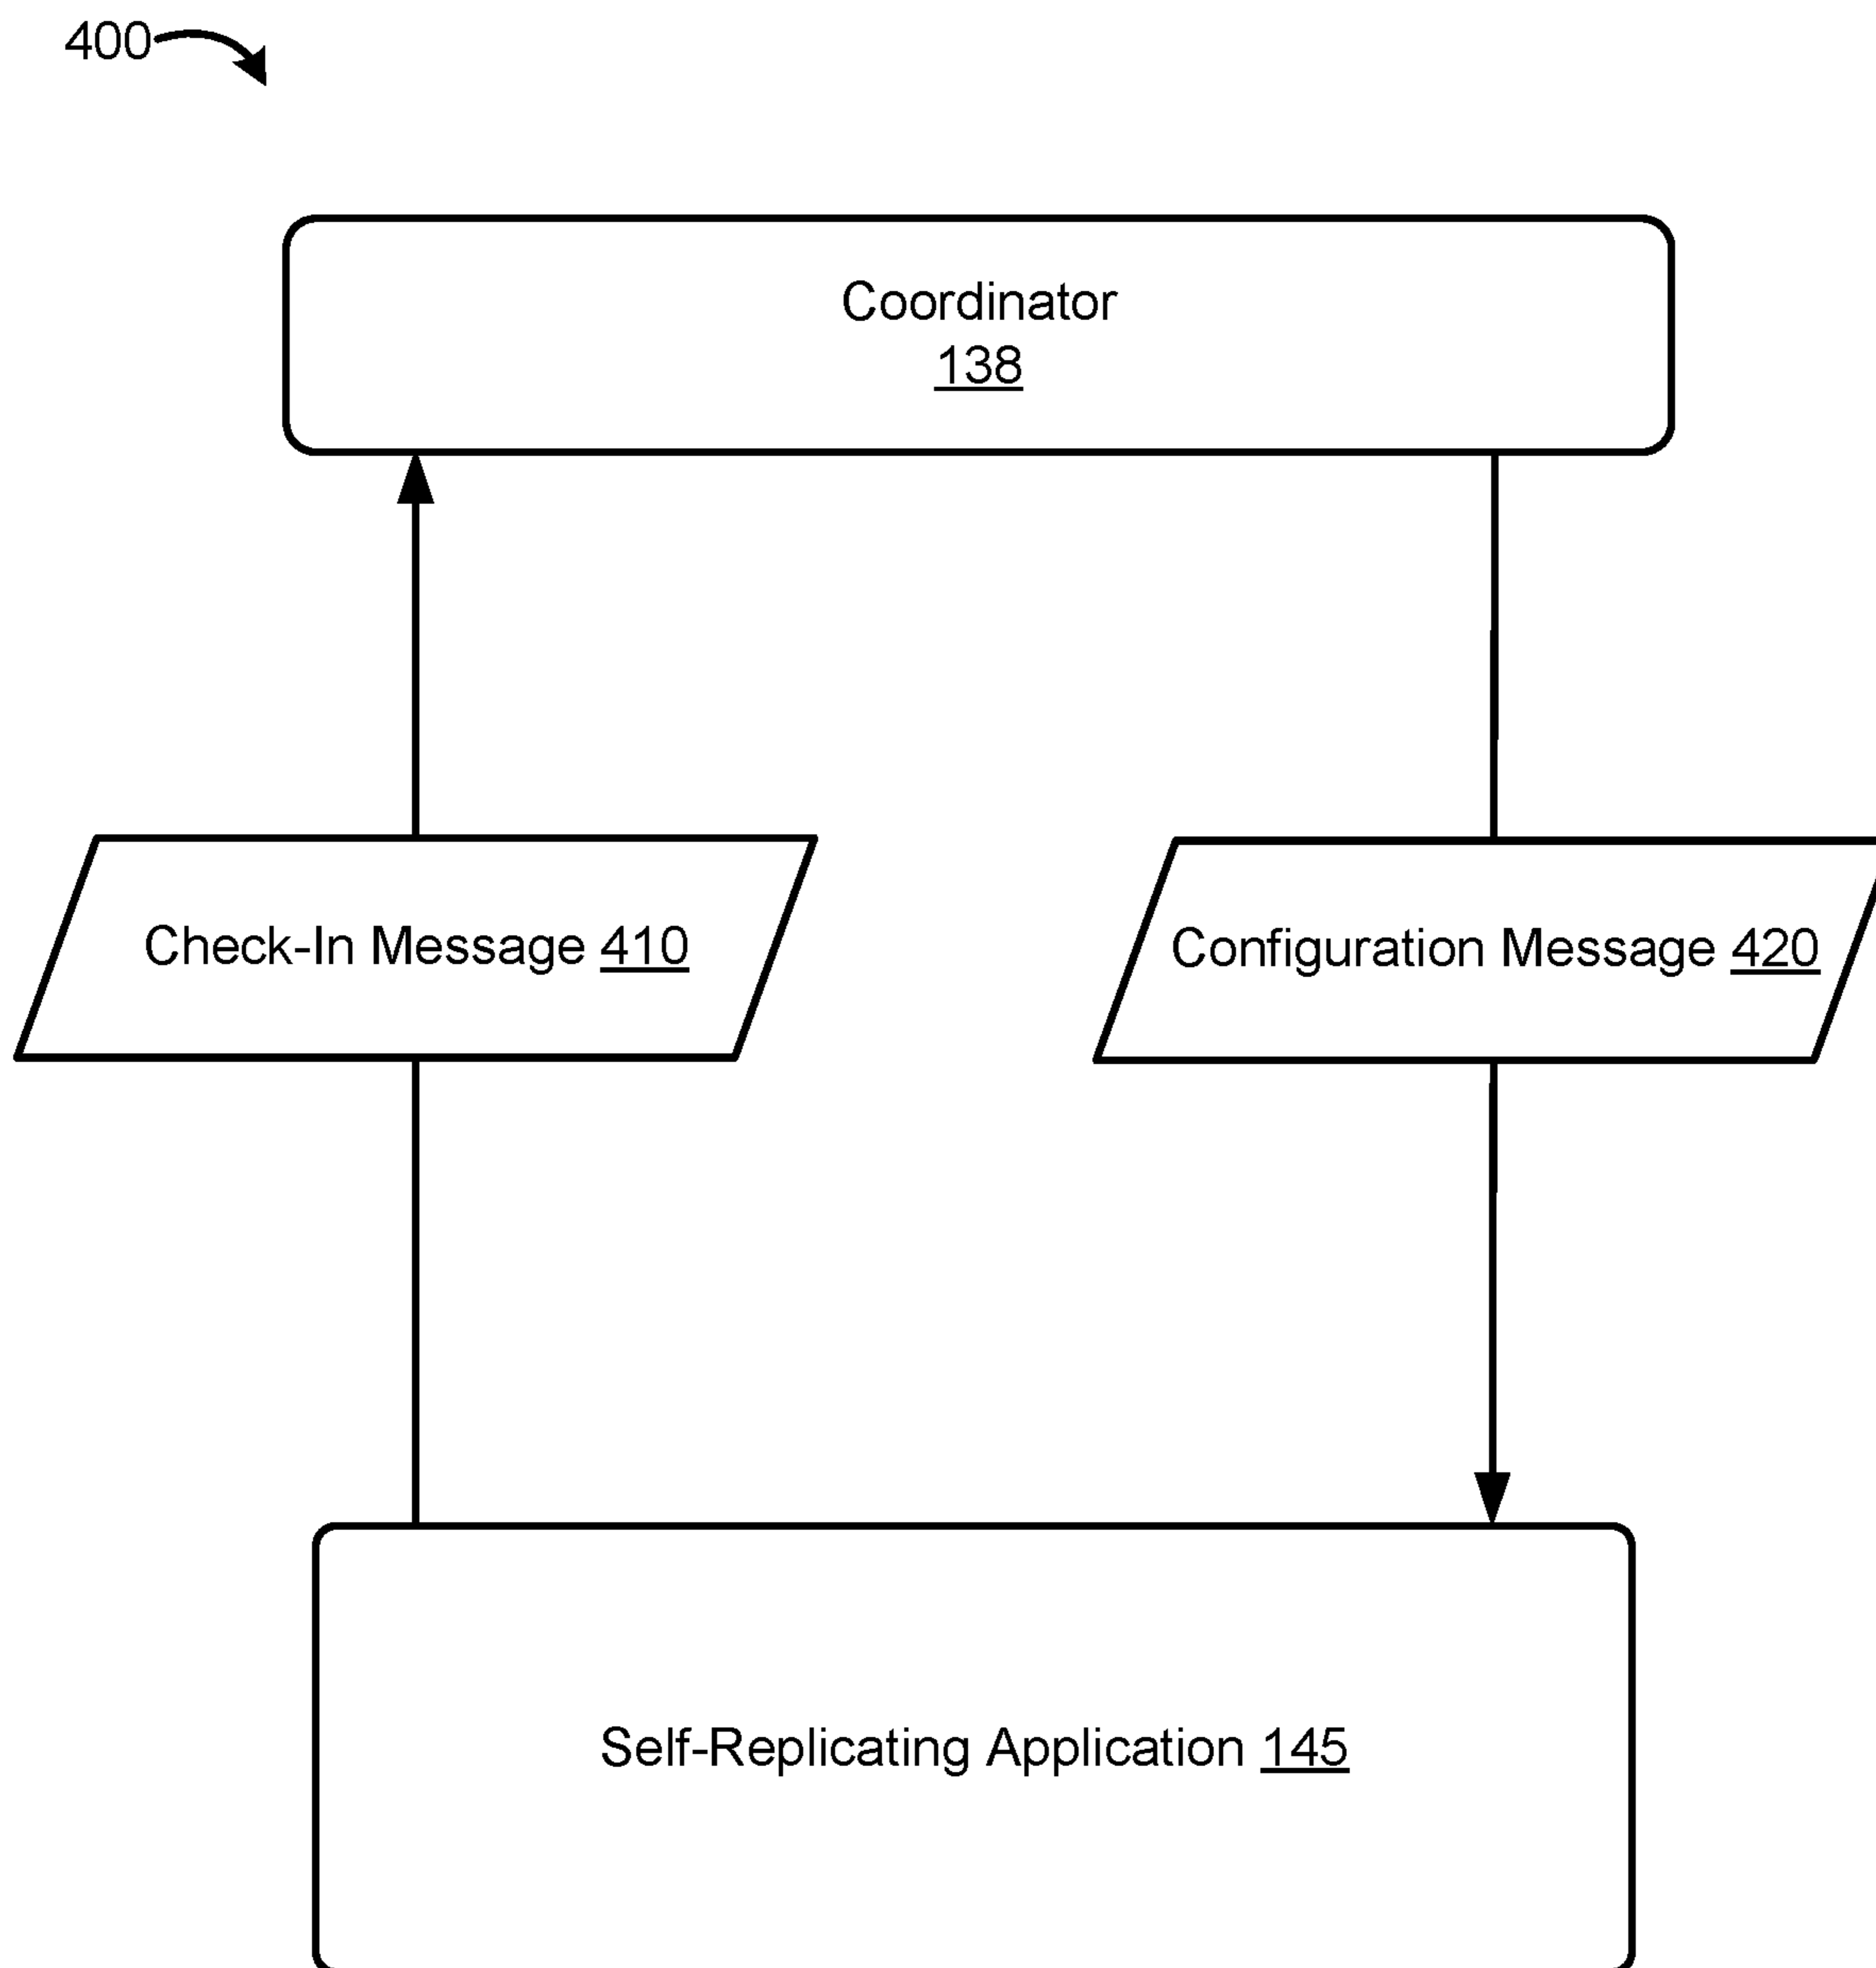 400
Coordinator
138
Check-In Message 410
Configuration Message 420
Self-Replicating Application 145